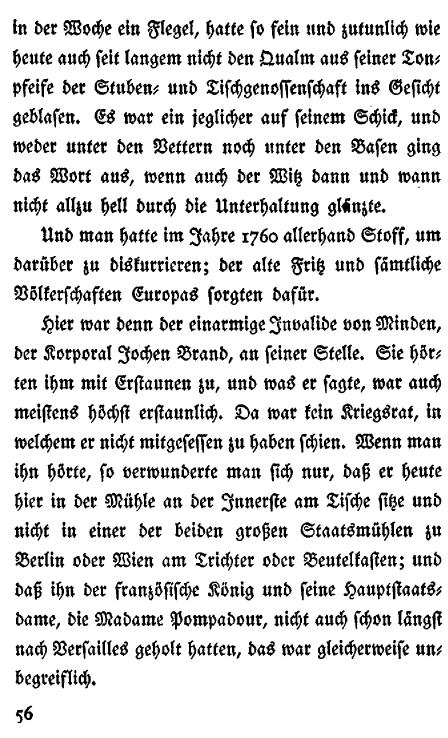 in der Woche ein Flegel, hatte so fein und zutunlich wie
heute auch seit langem nicht den Qualm aus seiner Ton-
pfeife der Stuben- und Tischgenossenschaft ins Gesicht
geblasen. Es war ein jeglicher auf seinem Schick, und
weder unter den Vettern noch unter den Basen ging
das Wort aus, wenn auch der Witz dann und wann
nicht allzu hell durch die Unterhaltung glänzte.
Und man hatte im Jahre 1760 allerhand Stoff, um
darüber zu diskurrieren; der alte Fritz und sämtliche
Völkerschaften Europas sorgten dafür.
Hier war denn der einarmige Invalide von Minden,
der Korporal Jochen Brand, an seiner Stelle. Sie hör-
ten ihm mit Erstaunen zu, und was er sagte, war auch
meistens höchst erstaunlich. Da war kein Kriegsrat, in
welchem er nicht mitgesessen zu haben schien. Wenn man
ihn hörte, so verwunderte man sich nur, daß er heute
hier in der Mühle an der Innerste am Tische sitze und
nicht in einer der beiden großen Staatsmühlen zu
Berlin oder Wien am Trichter oder Beutelkasten; und
daß ihn der französische König und seine Hauptstaats-
dame, die Madame Pompadour, nicht auch schon längst
nach Versailles geholt hatten, das war gleicherweise un-
begreiflich.
56